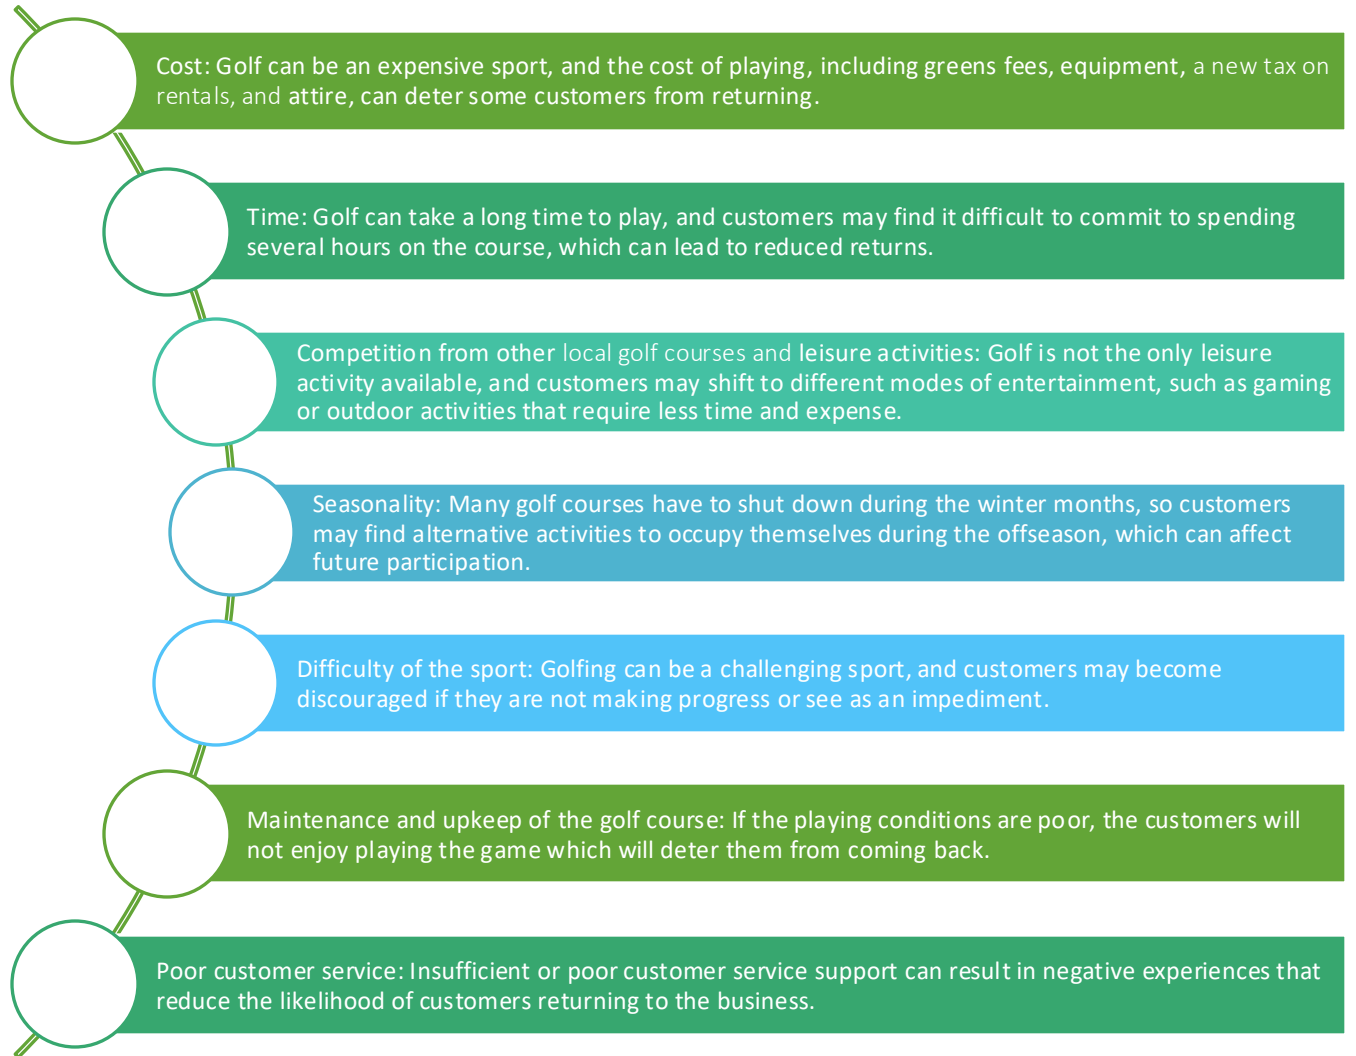 Cost: Golf can be an expensive sport, and the cost of playing, including greens fees, equipment, a new tax on
rentals, and attire, can deter some customers from returning.
Time: Golf can take a long time to play, and customers may find it difficult to commit to spending
several hours on the course, which can lead to reduced returns.
Competition from other local golf courses and leisure activities: Golf is not the only leisure
activity available, and customers may shift to different modes of entertainment, such as gaming
or outdoor activities that require less time and expense.
Seasonality: Many golf courses have to shut down during the winter months, so customers
may find alternative activities to occupy themselves during the offseason, which can affect
future participation.
Difficulty of the sport: Golfing can be a challenging sport, and customers may become
discouraged if they are not making progress or see as an impediment.
Maintenance and upkeep of the golf course: If the playing conditions are poor, the customers will
not enjoy playing the game which will deter them from coming back.
Poor customer service: Insufficient or poor customer service support can result in negative experiences that
reduce the likelihood of customers returning to the business.